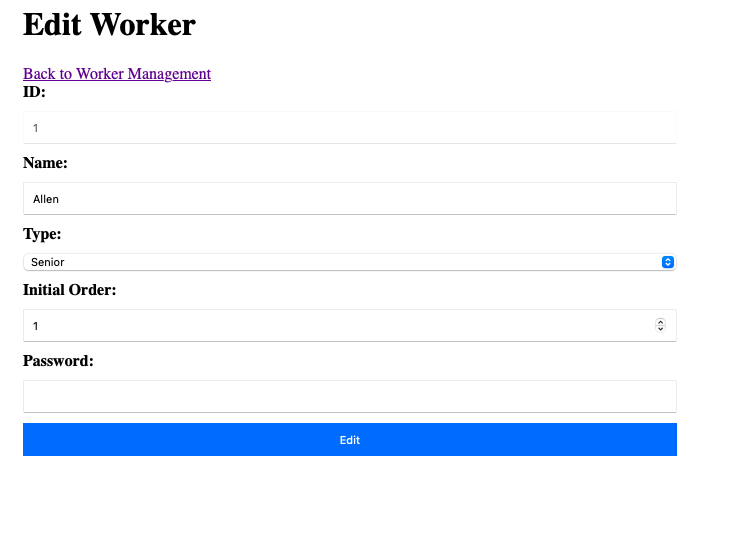 Edit Worker
Back to Worker Management
ID:
1
Name:
Allen
Type:
Senior
Initial Order:
1
Password:
Edit